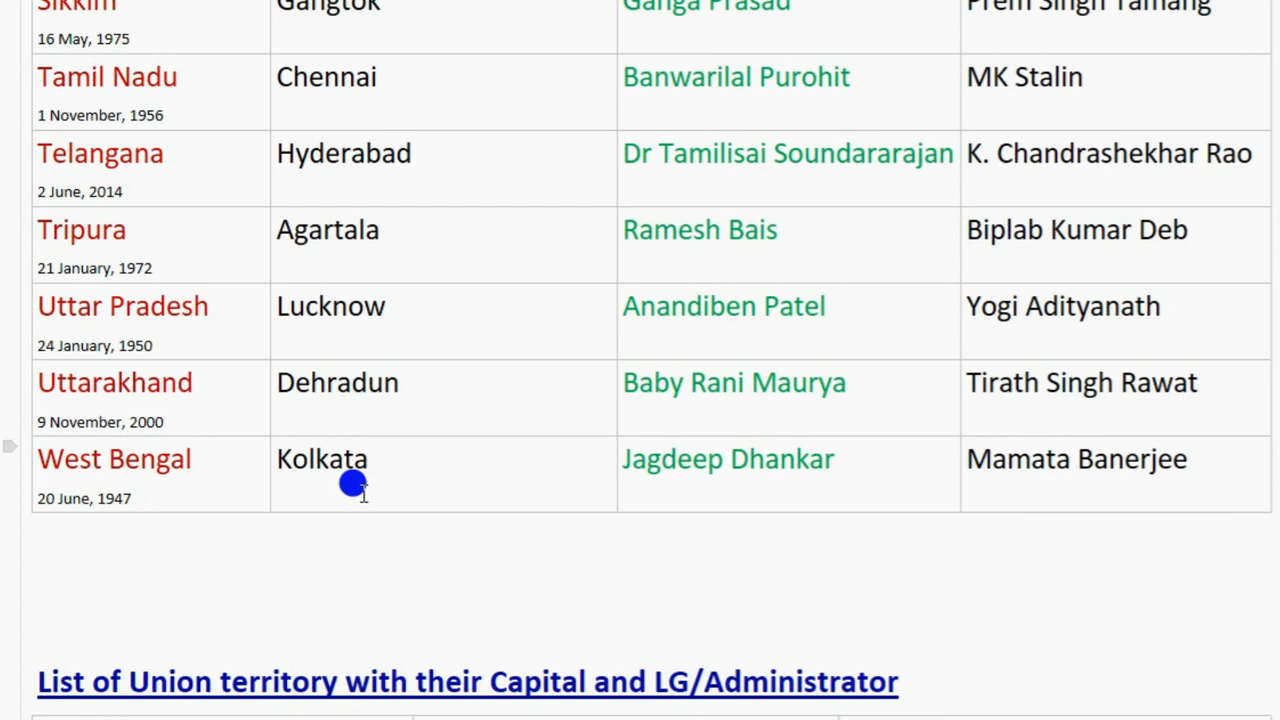 Sikkim Gangtok Ganga Prasad Prem Singh Tamang
16 May, 1975
Tamil Nadu Chennai Banwarilal Purohit MK Stalin
1 November, 1956
Telangana Hyderabad Dr Tamilisai Soundararajan K. Chandrashekhar Rao
2 June, 2014
Tripura Agartala Ramesh Bais Biplab Kumar Deb
21 January, 1972
Uttar Pradesh Lucknow Anandiben Patel Yogi Adityanath
24 January, 1950
Uttarakhand Dehradun Baby Rani Maurya Tirath Singh Rawat
9 November, 2000
West Bengal Kolkata Jagdeep Dhankar Mamata Banerjee
20 June, 1947
List of Union territory with their Capital and LG/Administrator